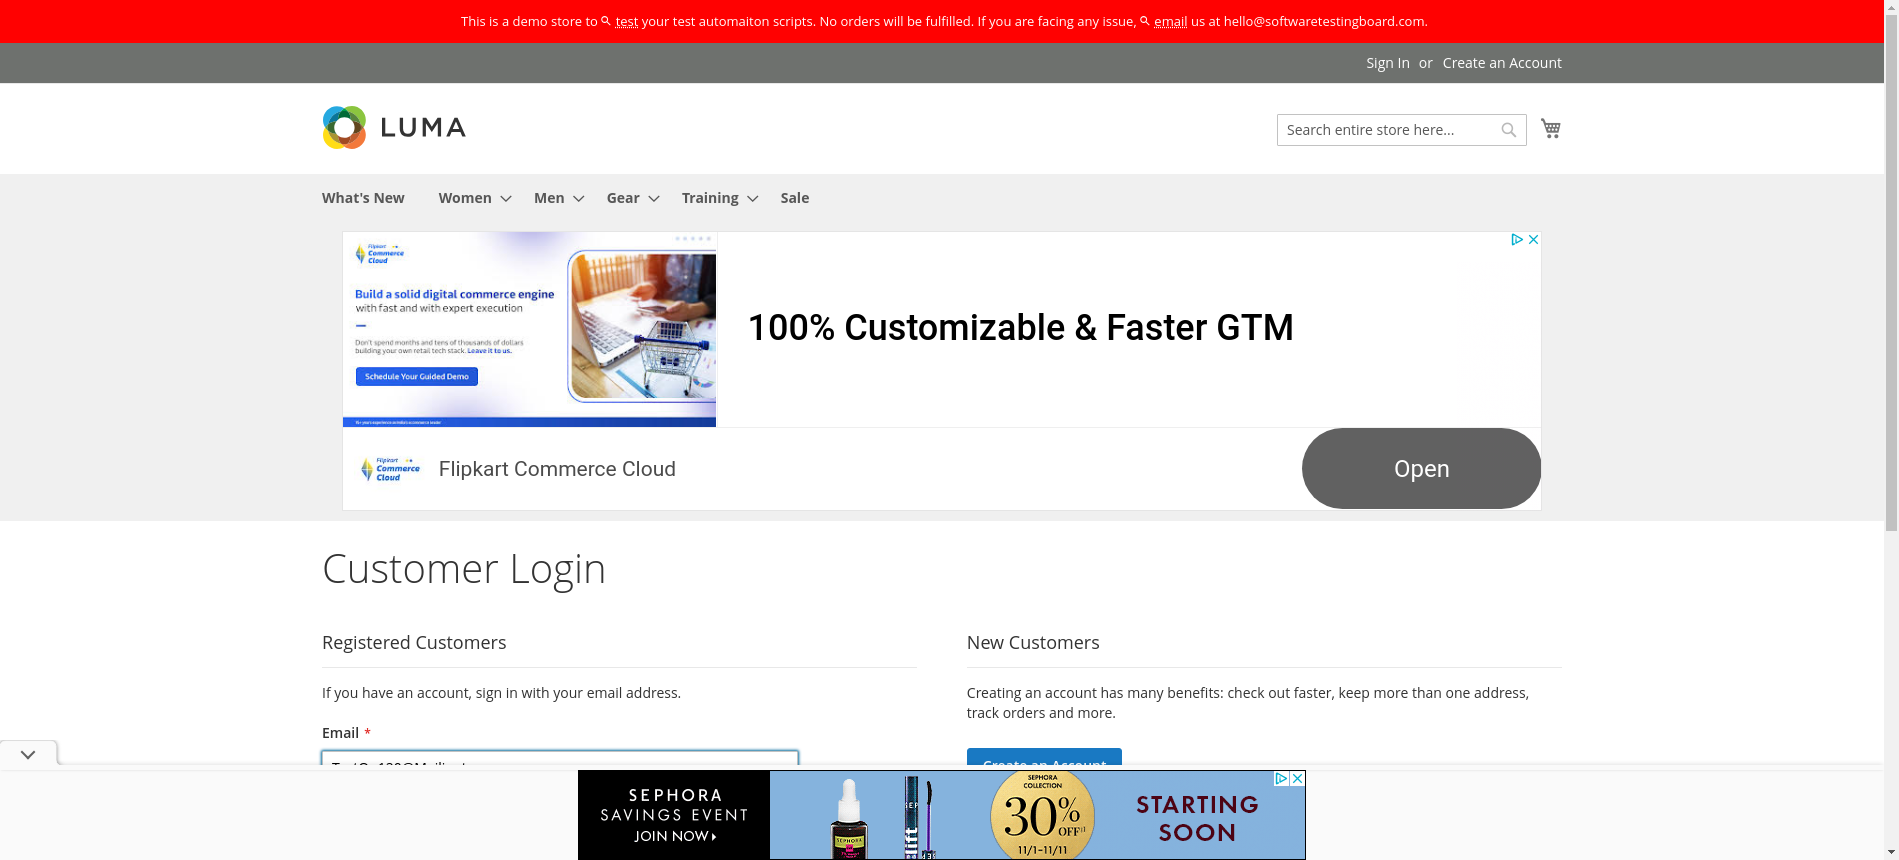 This is a demo store to test your test automaiton scripts. No orders will be fulfilled. If you are facing any issue, email us at hello@softwaretestingboard.com.
Sign In or Create an Account
LUMA
Search entire store here...
What's New Women Men Gear Training Sale
Flipkart
Commerce
Cloud
Build a solid digital commerce engine
with fast and with expert execution
Don't spend months and tens of thousands of dollars
building your own retail tech stack. Leave it to us.
Schedule Your Guided Demo
100% Customizable & Faster GTM
Flipkart
Commerce
Cloud
Flipkart Commerce Cloud
Open
Customer Login
Registered Customers
If you have an account, sign in with your email address.
Email *
New Customers
Creating an account has many benefits: check out faster, keep more than one address,
track orders and more.
Create an Account
SEPHORA
SAVINGS EVENT
JOIN NOW
SEPHORA
COLLECTION
30%
OFF
11/1–11/11
STARTING
SOON